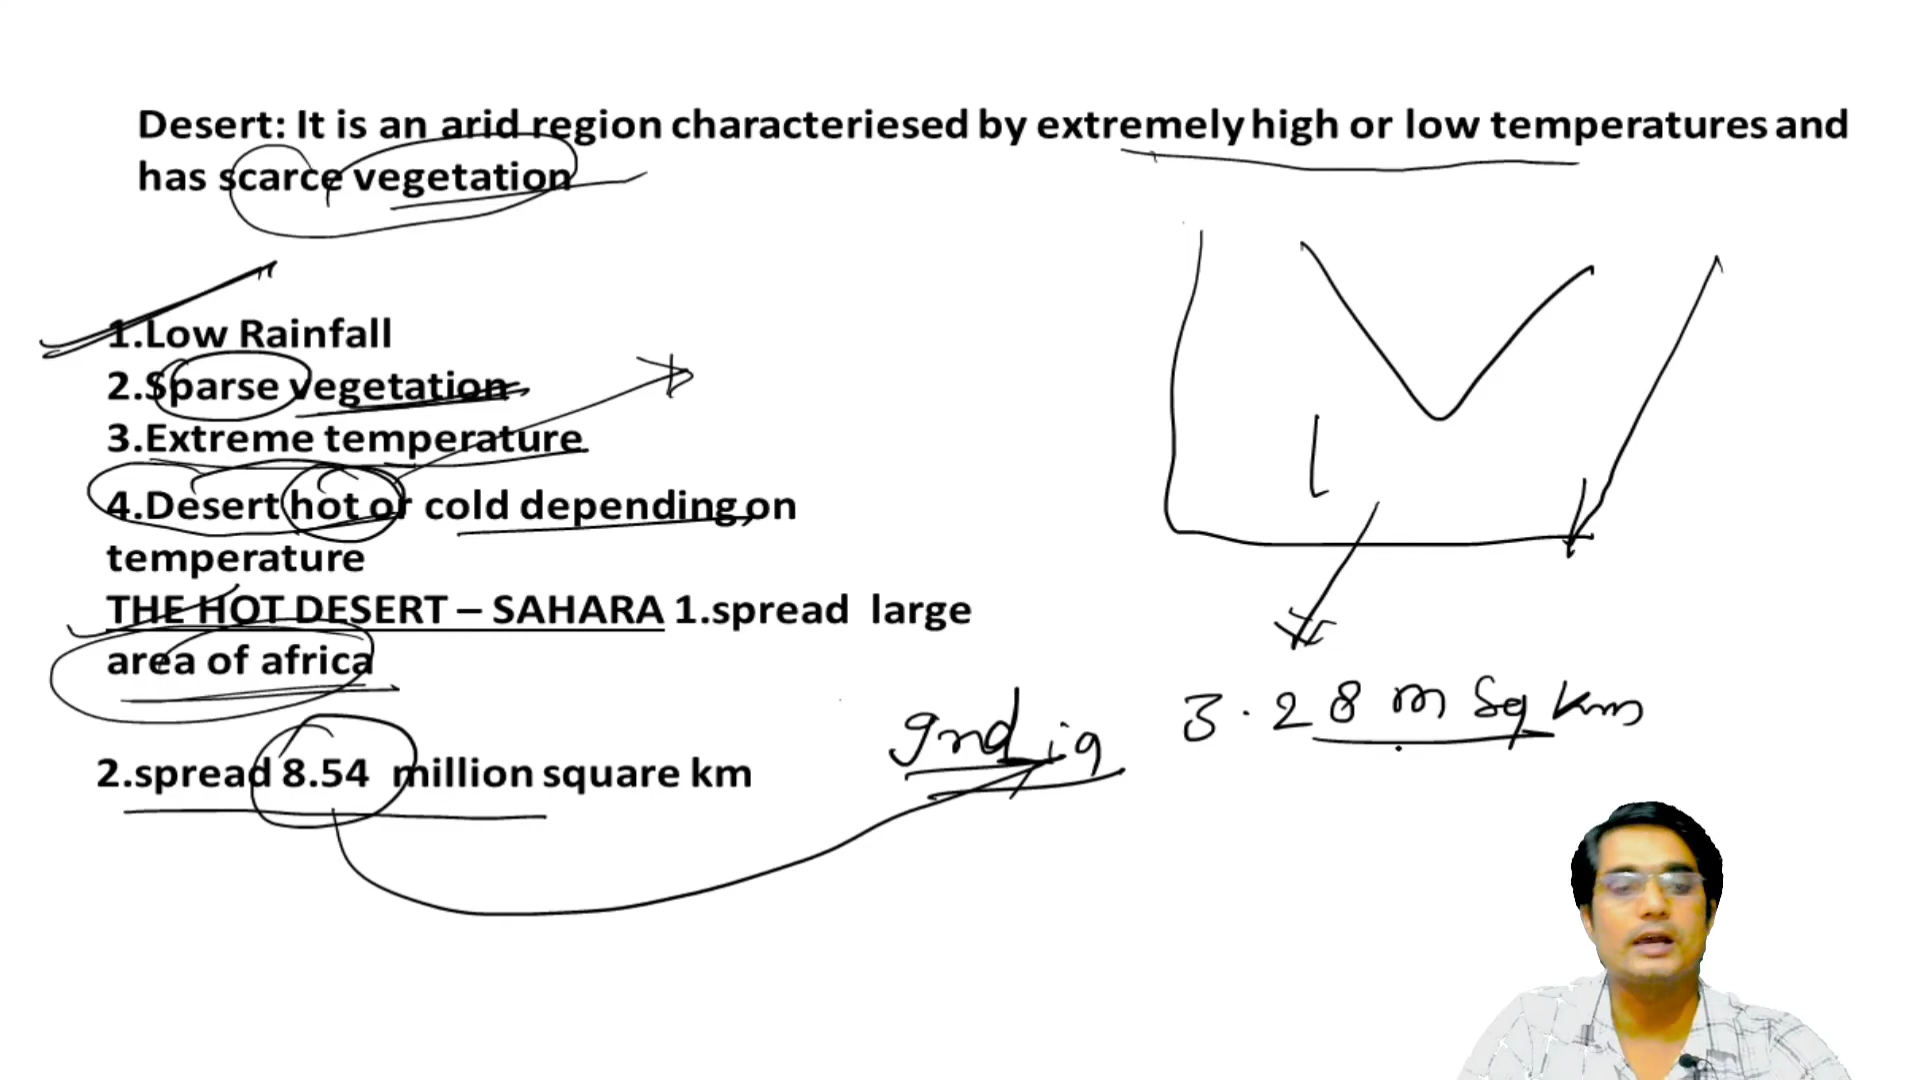 Desert: It is an arid region characteriesed by extremely high or low temperatures and
has scarce vegetation
1.Low Rainfall
2.Sparse vegetation
3.Extreme temperature
4.Desert hot or cold depending on
temperature
THE HOT DESERT – SAHARA 1.spread large
area of africa
2.spread 8.54 million square km
India
3.28 m Sq km